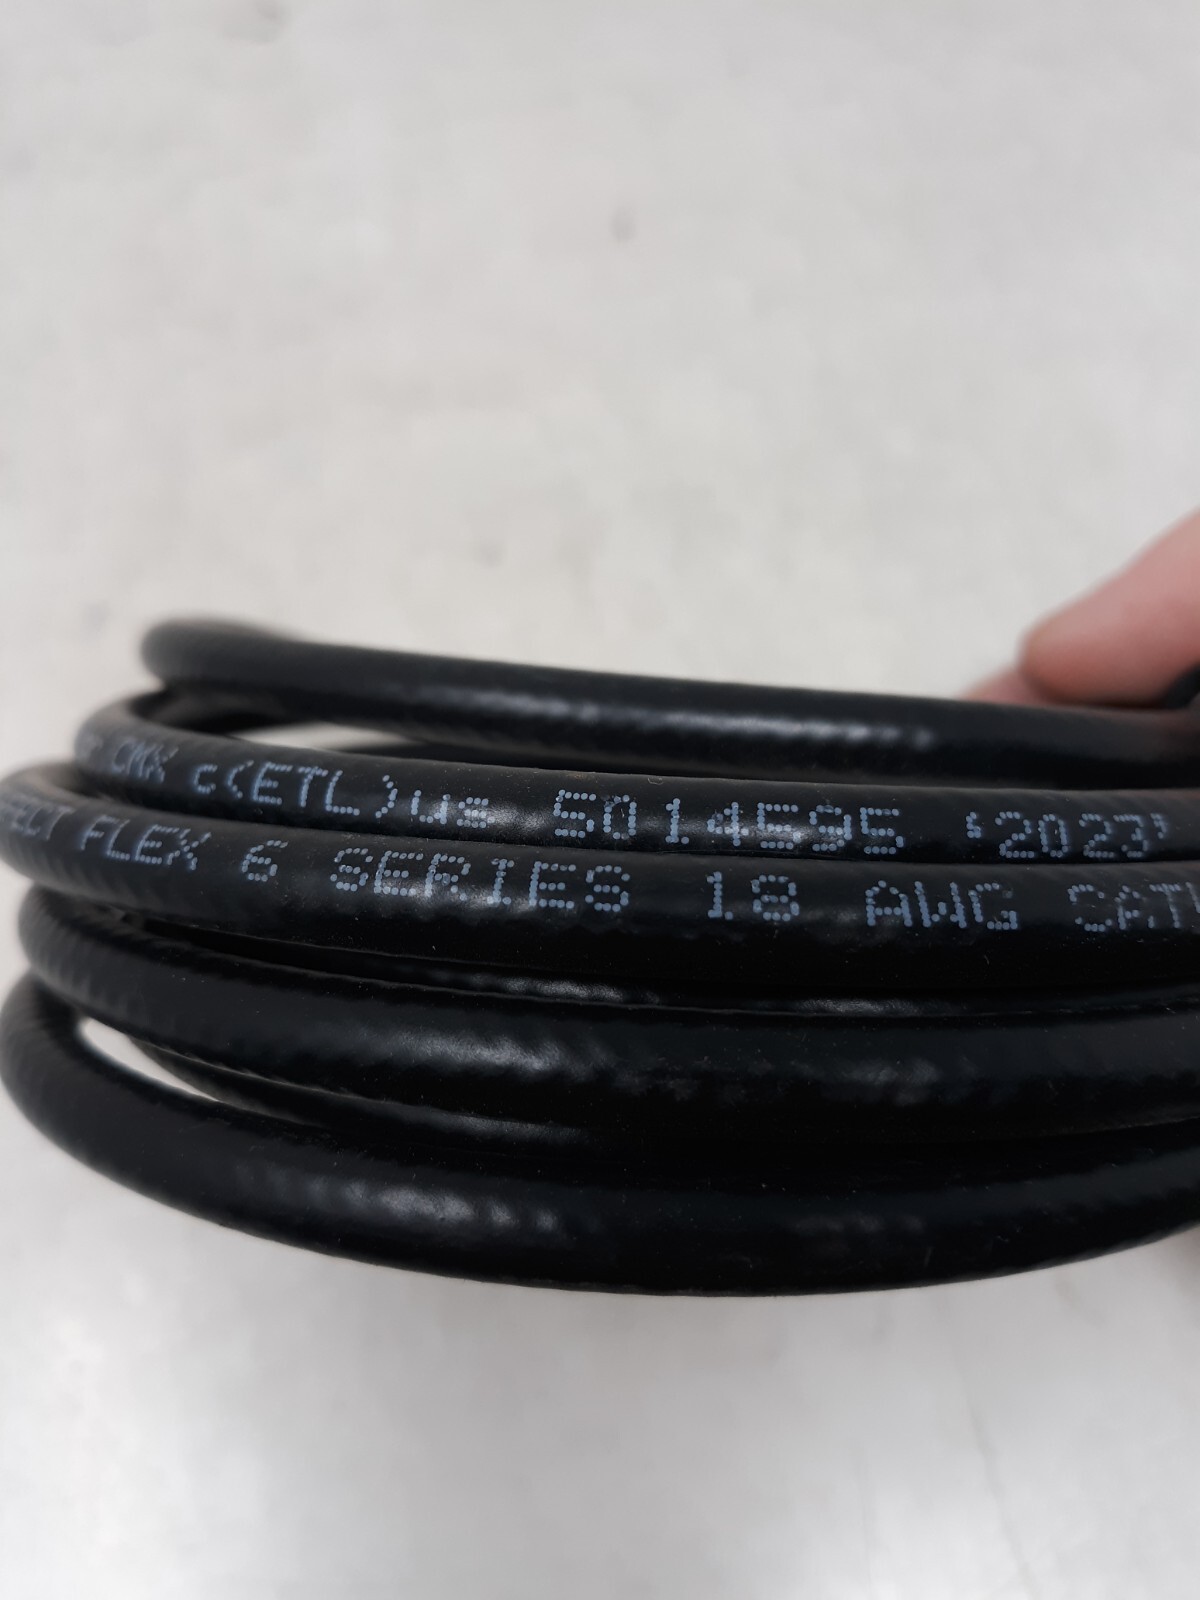 CMX c(ETL)us 5014595 '2023'
FLEX 6 SERIES 18 AWG